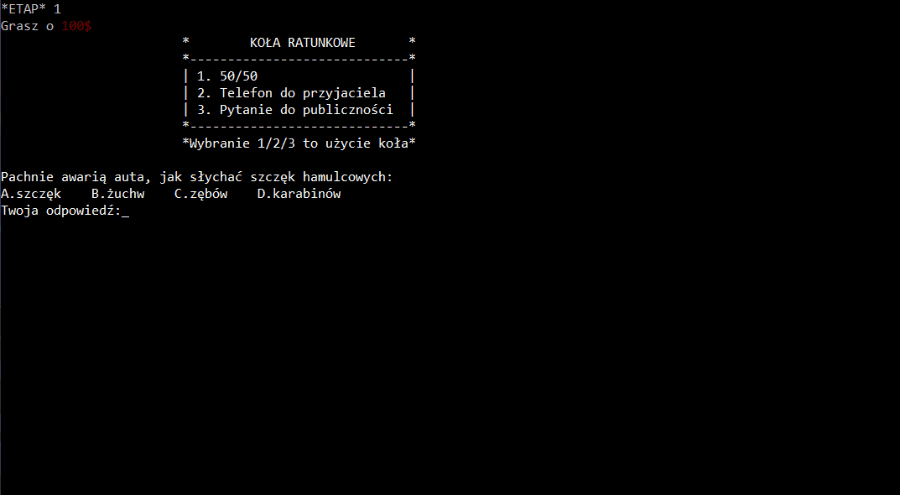 *ETAP* 1
Grasz o 100$
* KOŁA RATUNKOWE *
*-----------------------------*
| 1. 50/50 |
| 2. Telefon do przyjaciela |
| 3. Pytanie do publiczności |
*-----------------------------*
*Wybranie 1/2/3 to użycie koła*
Pachnie awarią auta, jak słychać szczęk hamulcowych:
A.szczęk B.żuchw C.zębów D.karabinów
Twoja odpowiedź:_